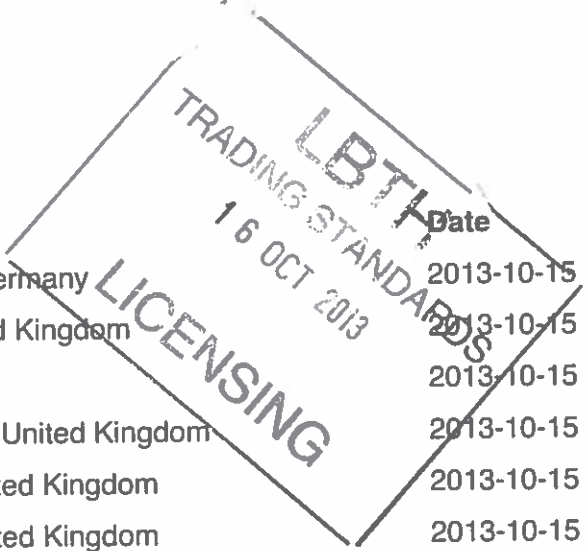 LBTH
TRADING STANDARDS
16 OCT 2013
LICENSING
Date
ermany 2013-10-15
d Kingdom 2013-10-15
2013-10-15
United Kingdom 2013-10-15
ted Kingdom 2013-10-15
ted Kingdom 2013-10-15